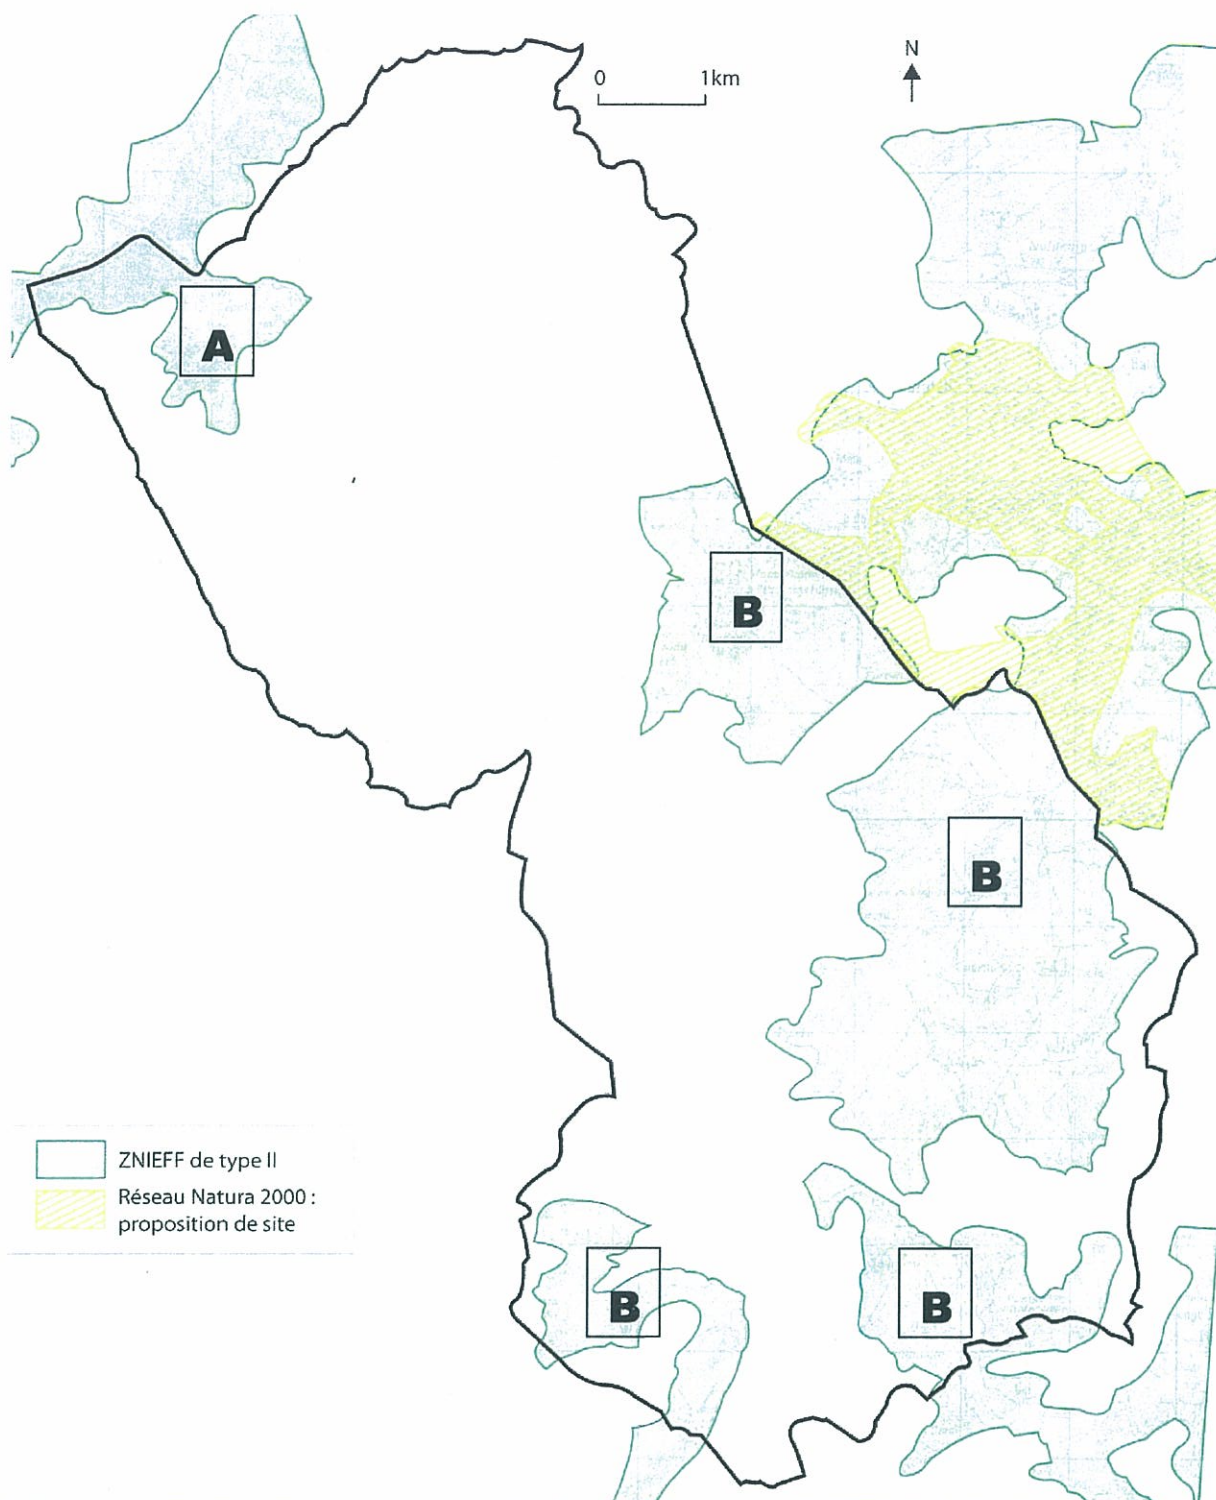 N
0 1km
A
B
B
ZNIEFF de type II
Réseau Natura 2000 :
proposition de site
B
B